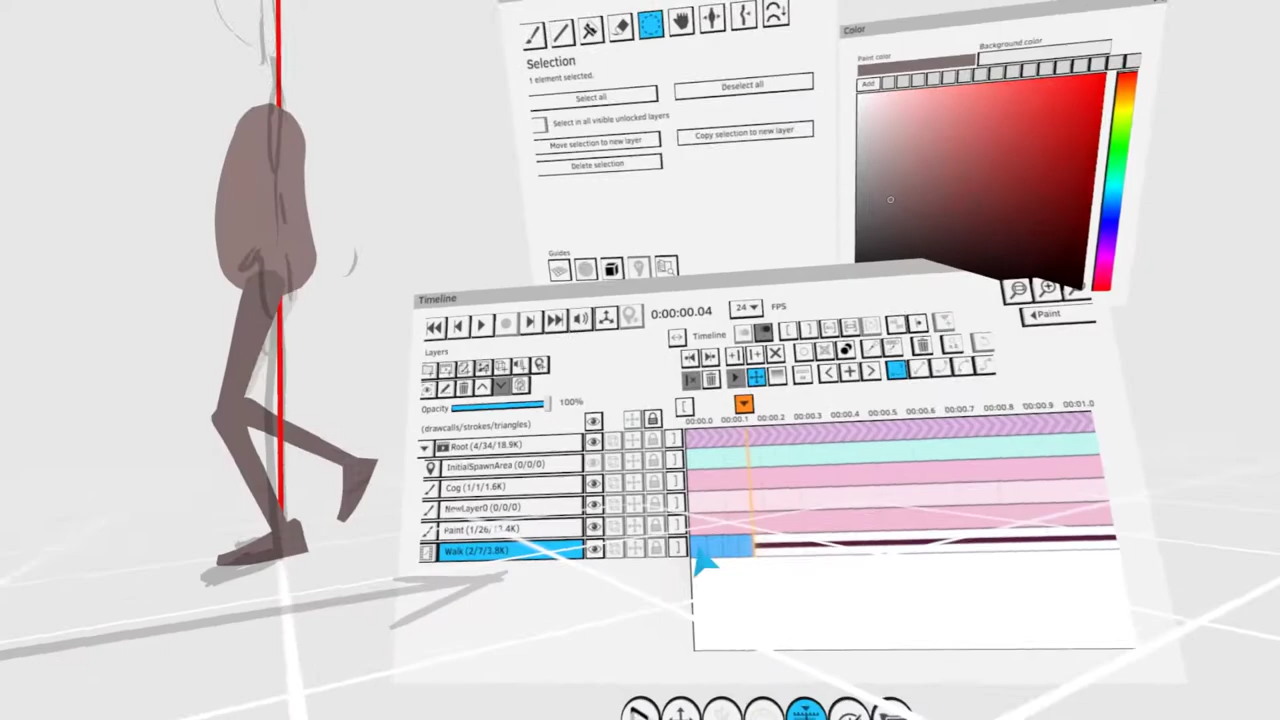 Selection
1 element selected.
Select all
Deselect all
Select in all visible unlocked layers
Move selection to new layer
Copy selection to new layer
Delete selection
Guides
Color
Paint color
Background color
Add
Timeline
0:00:00.04
24
FPS
Paint
Layers
Timeline
Opacity
100%
(drawcalls/strokes/triangles)
00:00.0 00:00.1 00:00.2 00:00.3 00:00.4 00:00.5 00:00.6 00:00.7 00:00.8 00:00.9 00:01.0
Root (4/34/18.9K)
InitialSpawnArea (0/0/0)
Cog (1/1/1.6K)
NewLayer0 (0/0/0)
Paint (1/26/
Walk (2/7/3.8K)